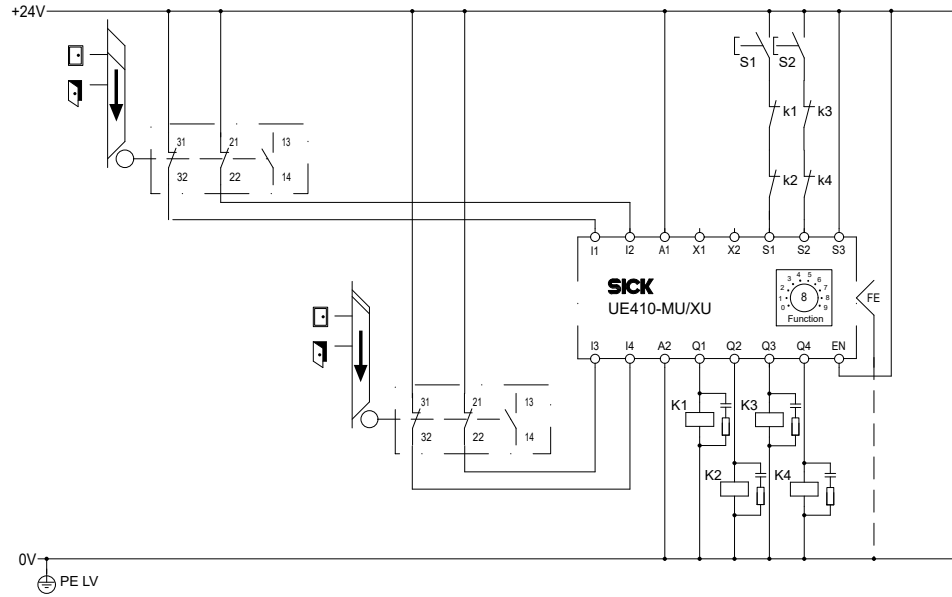 +24V
S1 S2
k1 k3
31 21 13
32 22 14
k2 k4
I1 I2 A1 X1 X2 S1 S2 S3
SICK
UE410-MU/XU
0 1 2 3 4 5 6 7 8 9
8
Function
FE
I3 I4 A2 Q1 Q2 Q3 Q4 EN
31 21 13
32 22 14
K1 K3
K2 K4
0V
PE LV